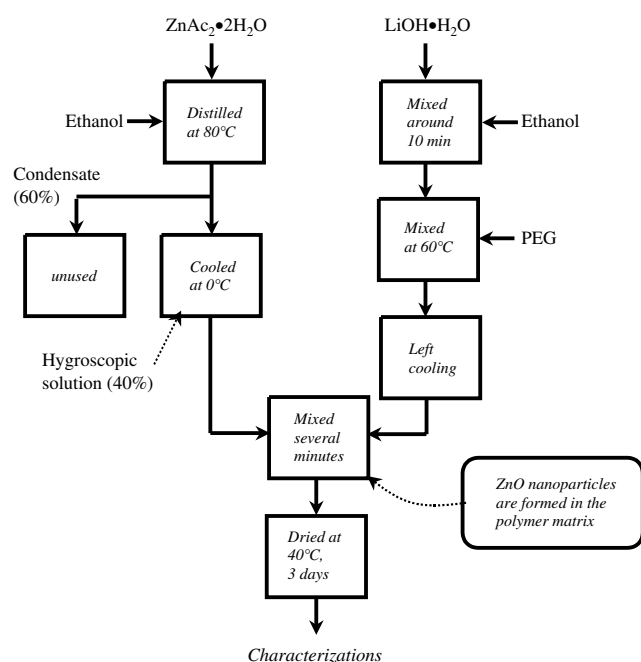 ZnAc₂•2H₂O
LiOH•H₂O
Ethanol
Distilled
at 80°C
Mixed
around
10 min
Ethanol
Condensate
(60%)
unused
Cooled
at 0°C
Mixed
at 60°C
PEG
Hygroscopic
solution (40%)
Left
cooling
Mixed
several
minutes
ZnO nanoparticles
are formed in the
polymer matrix
Dried at
40°C,
3 days
Characterizations